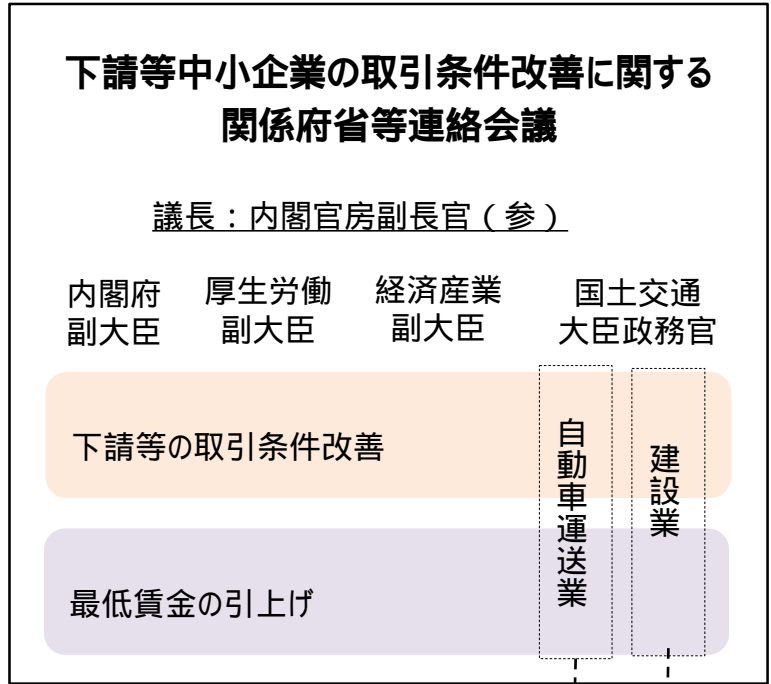 下請等中小企業の取引条件改善に関する
関係府省等連絡会議
議長：内閣官房副長官（参）
内閣府
副大臣
厚生労働
副大臣
経済産業
副大臣
国土交通
大臣政務官
下請等の取引条件改善
自動車運送業
建設業
最低賃金の引上げ